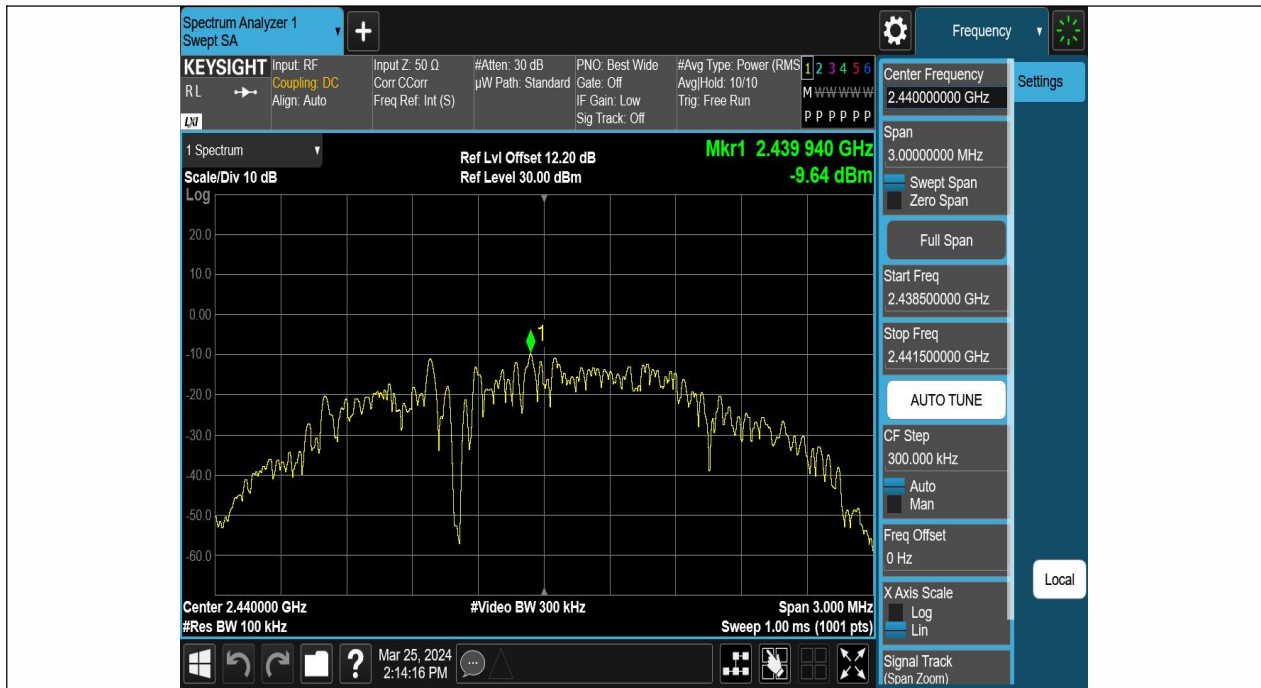 Spectrum Analyzer 1
Swept SA
+
Frequency
KEYSIGHT
RL
LXI
Input: RF
Coupling: DC
Align: Auto
Input Z: 50 Ω
Corr CCorr
Freq Ref: Int (S)
#Atten: 30 dB
µW Path: Standard
PNO: Best Wide
Gate: Off
IF Gain: Low
Sig Track: Off
#Avg Type: Power (RMS
Avg|Hold: 10/10
Trig: Free Run
1 2 3 4 5 6
M W W W W W
P P P P P P
1 Spectrum
Scale/Div 10 dB
Ref Lvl Offset 12.20 dB
Ref Level 30.00 dBm
Mkr1 2.439 940 GHz
-9.64 dBm
Log
20.0
10.0
0.00
-10.0
-20.0
-30.0
-40.0
-50.0
-60.0
1
Center 2.440000 GHz
#Video BW 300 kHz
Span 3.000 MHz
#Res BW 100 kHz
Sweep 1.00 ms (1001 pts)
?
Mar 25, 2024
2:14:16 PM
Center Frequency
2.440000000 GHz
Settings
Span
3.00000000 MHz
Swept Span
Zero Span
Full Span
Start Freq
2.438500000 GHz
Stop Freq
2.441500000 GHz
AUTO TUNE
CF Step
300.000 kHz
Auto
Man
Freq Offset
0 Hz
Local
X Axis Scale
Log
Lin
Signal Track
(Span Zoom)